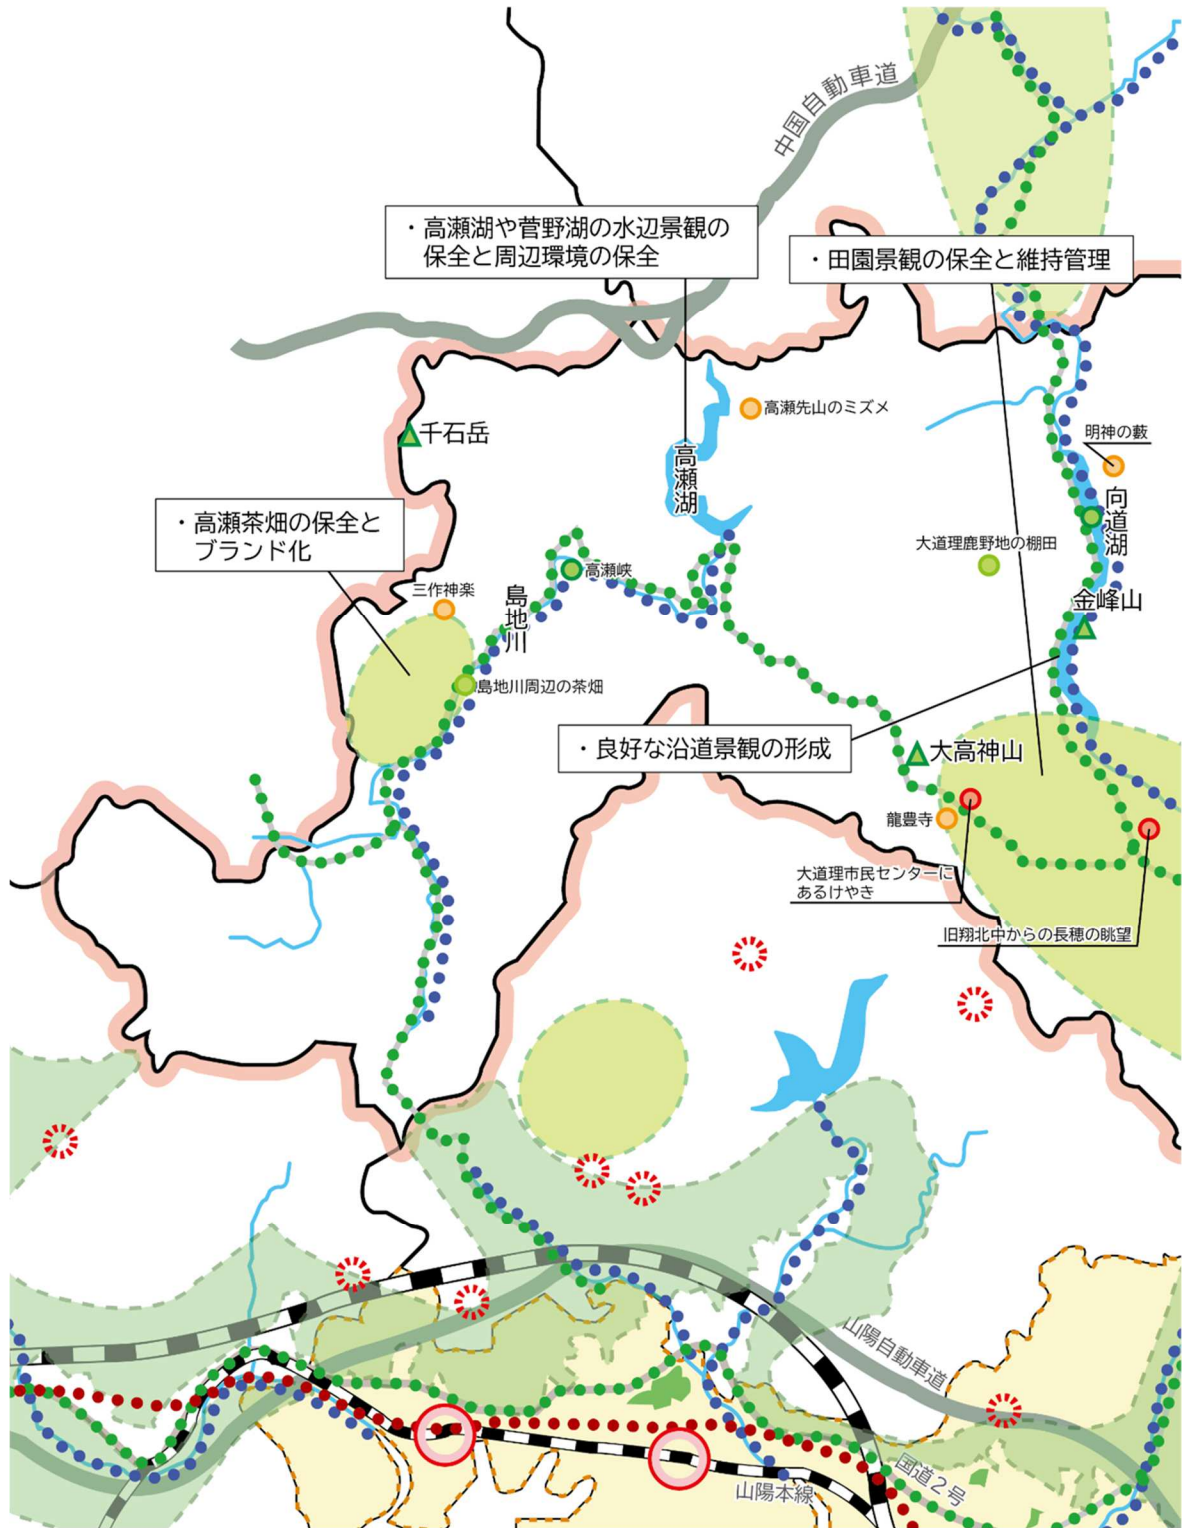 中国自動車道
・高瀬湖や菅野湖の水辺景観の
保全と周辺環境の保全
・田園景観の保全と維持管理
高瀬先山のミズメ
千石岳
明神の藪
高瀬湖
向道湖
・高瀬茶畑の保全と
ブランド化
大道理鹿野地の棚田
高瀬峡
三作神楽
島地川
金峰山
島地川周辺の茶畑
・良好な沿道景観の形成
大高神山
龍豊寺
大道理市民センターに
あるけやき
旧翔北中からの長穂の眺望
山陽自動車道
国道2号
山陽本線